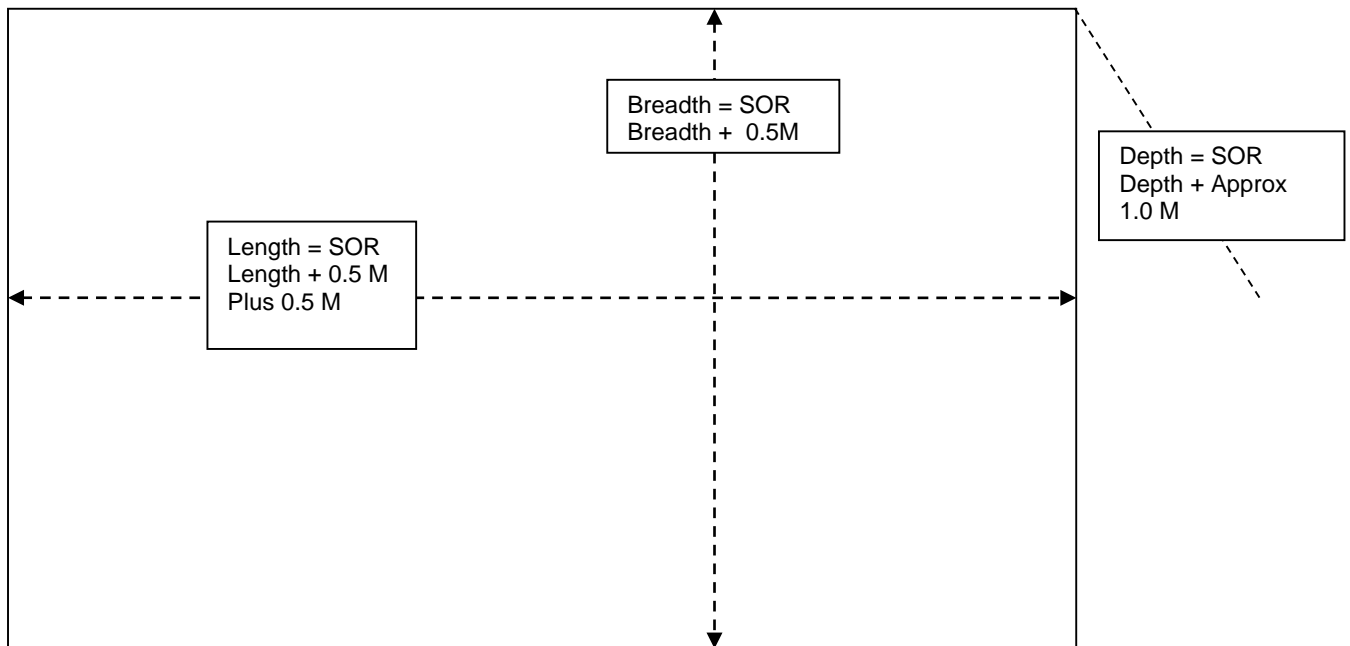 Breadth = SOR
Breadth +  0.5M
Depth = SOR
Depth + Approx
1.0 M
Length = SOR
Length + 0.5 M
Plus 0.5 M